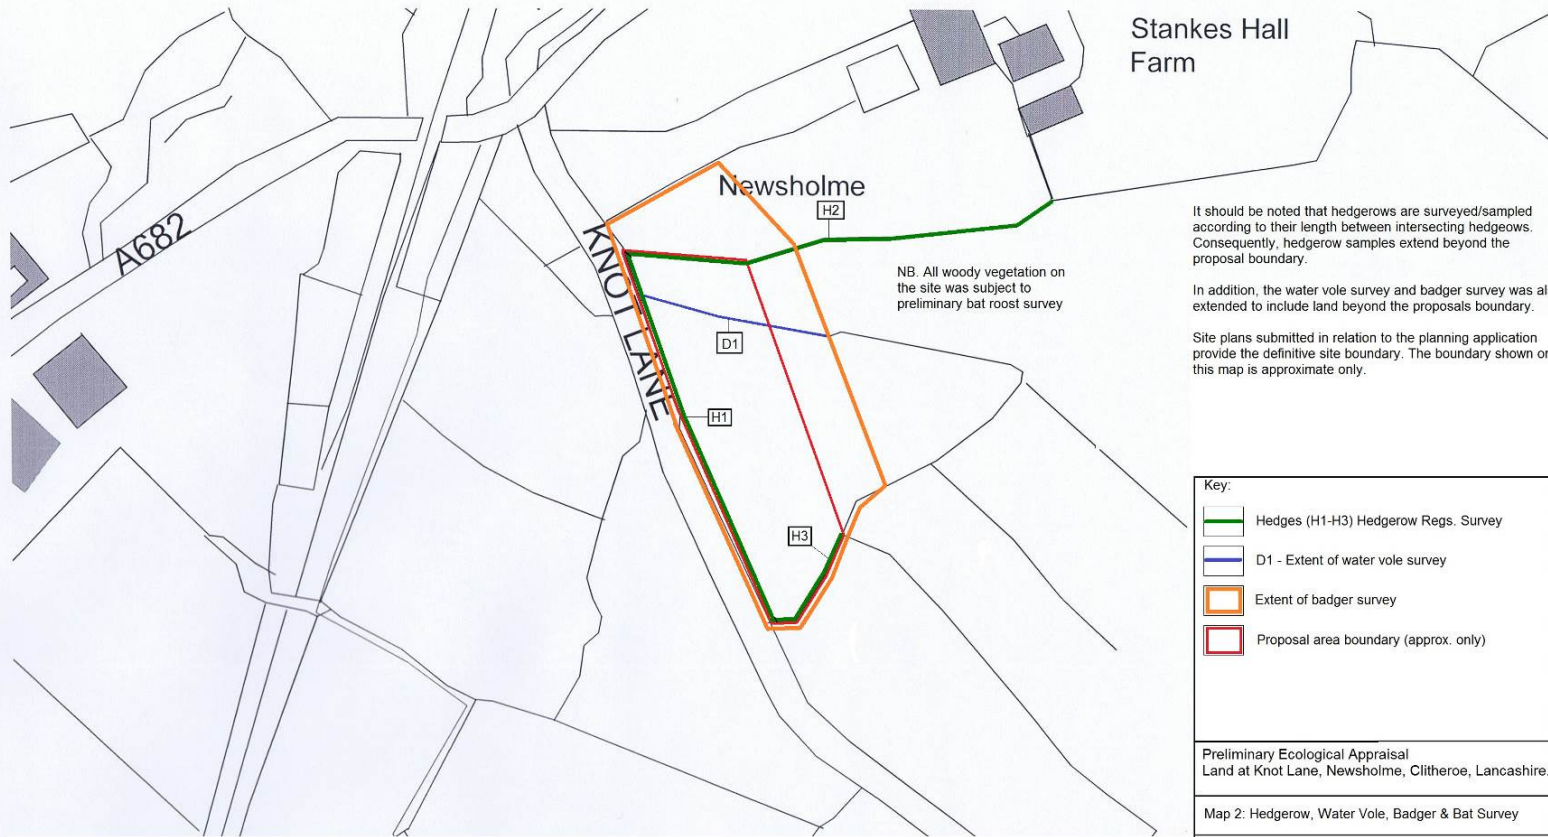 Stankes Hall
Farm
Newsholme
H2
A682
KNOT LANE
NB. All woody vegetation on
the site was subject to
preliminary bat roost survey
D1
H1
H3
It should be noted that hedgerows are surveyed/sampled
according to their length between intersecting hedgeows.
Consequently, hedgerow samples extend beyond the
proposal boundary.
In addition, the water vole survey and badger survey was al
extended to include land beyond the proposals boundary.
Site plans submitted in relation to the planning application
provide the definitive site boundary. The boundary shown or
this map is approximate only.
Key:
Hedges (H1-H3) Hedgerow Regs. Survey
D1 - Extent of water vole survey
Extent of badger survey
Proposal area boundary (approx. only)
Preliminary Ecological Appraisal
Land at Knot Lane, Newsholme, Clitheroe, Lancashire.
Map 2: Hedgerow, Water Vole, Badger & Bat Survey